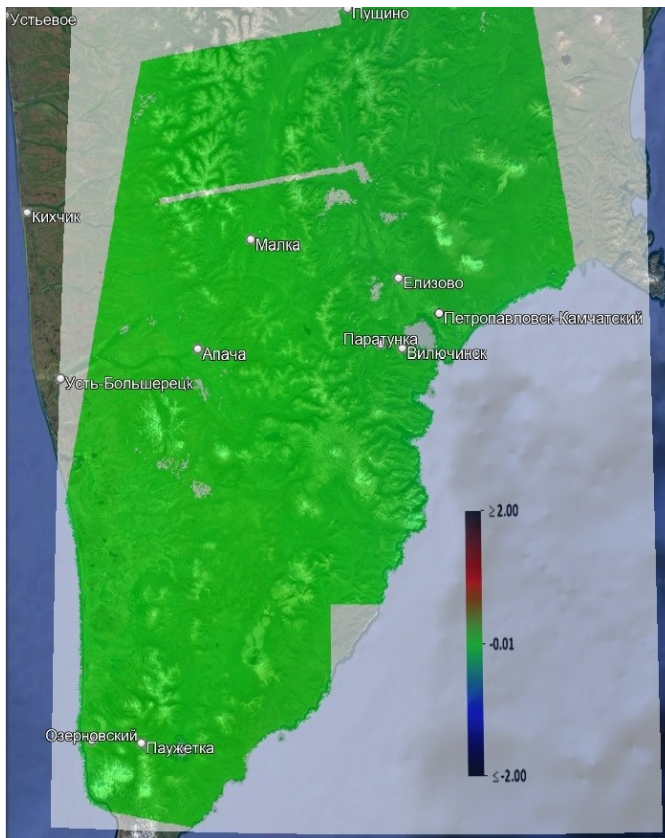 Устьевое
Пущино
Кихчик
Малка
Елизово
Петропавловск-Камчатский
Паратунка
Вилючинск
Апача
Усть-Большерецк
≥2.00
-0.01
≤-2.00
Озерновский
Паужетка